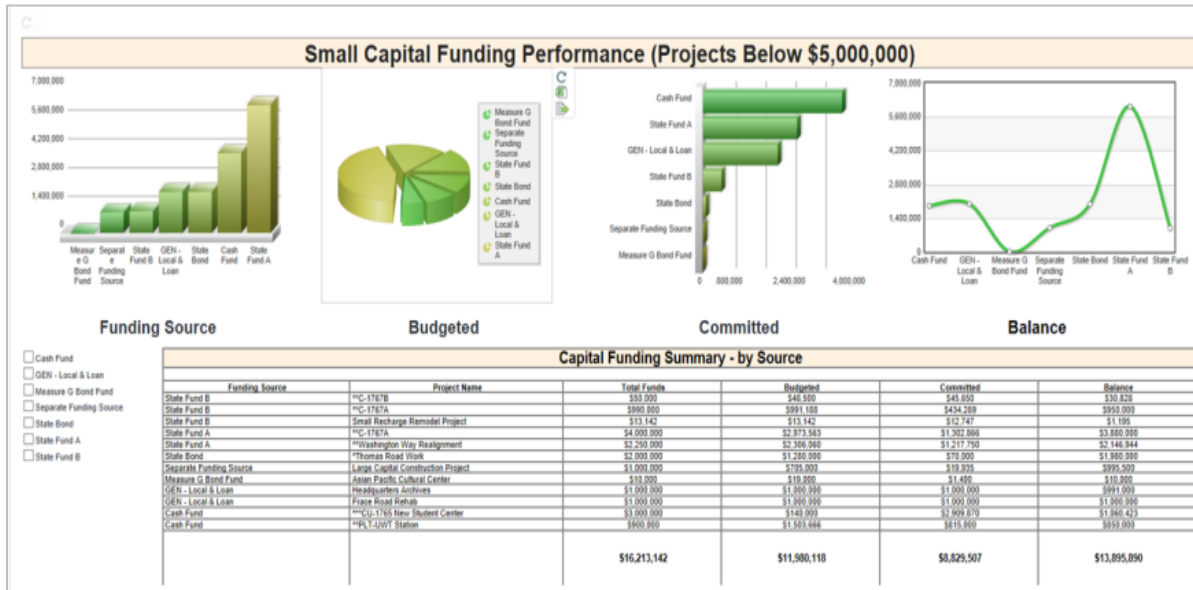 Small Capital Funding Performance (Projects Below $5,000,000)
7,000,000
5,600,000
4,200,000
2,800,000
1,400,000
0
Measur
e G
Bond
Fund
Separat
e
Funding
Source
State
Fund B
GEN -
Local &
Loan
State
Bond
Cash
Fund
State
Fund A
Measure G
Bond Fund
Separate
Funding
Source
State Fund
B
State Bond
Cash Fund
GEN -
Local &
Loan
State Fund
A
Cash Fund
State Fund A
GEN - Local & Loan
State Fund B
State Bond
Separate Funding Source
Measure G Bond Fund
0 800,000 2,400,000 4,000,000
7,000,000
5,600,000
4,200,000
2,800,000
1,400,000
0
Cash Fund
GEN -
Local &
Loan
Measure G
Bond Fund
Separate
Funding
Source
State Bond
State Fund
A
State Fund
B
Funding Source Budgeted Committed Balance
Cash Fund
GEN - Local & Loan
Measure G Bond Fund
Separate Funding Source
State Bond
State Fund A
State Fund B
Capital Funding Summary - by Source
Funding Source Project Name Total Funds Budgeted Committed Balance
State Fund B **C-1767B $50,000 $48,500 $45,650 $30,828
State Fund B **C-1767A $990,000 $991,188 $434,289 $950,000
State Fund B Small Recharge Remodel Project $13,142 $13,142 $12,747 $1,195
State Fund A **C-1767A $4,000,000 $2,973,563 $1,302,866 $3,880,000
State Fund A **Washington Way Realignment $2,250,000 $2,306,060 $1,217,750 $2,146,944
State Bond *Thomas Road Work $2,000,000 $1,280,000 $70,000 $1,980,000
Separate Funding Source Large Capital Construction Project $1,000,000 $705,000 $19,935 $995,500
Measure G Bond Fund Asian Pacific Cultural Center $10,000 $19,000 $1,400 $10,000
GEN - Local & Loan Headquarters Archives $1,000,000 $1,000,000 $1,000,000 $991,000
GEN - Local & Loan Frace Road Rehab $1,000,000 $1,000,000 $1,000,000 $1,000,000
Cash Fund ***CU-1765 New Student Center $3,000,000 $140,000 $2,909,870 $1,060,423
Cash Fund **PLT-UWT Station $900,000 $1,503,666 $815,000 $850,000
$16,213,142 $11,980,118 $8,829,507 $13,895,890